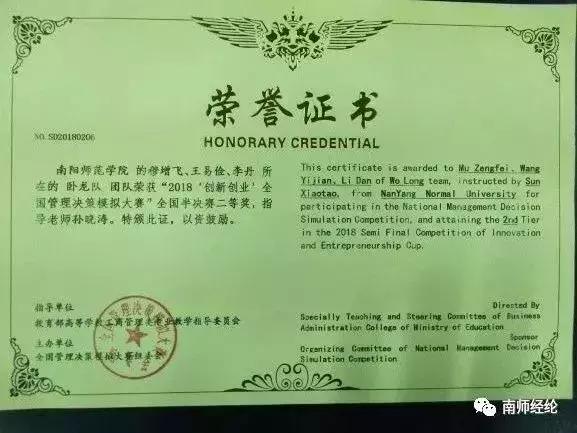 荣誉证书
HONORARY CREDENTIAL
NO. SD20180206
南阳师范学院 的穆增飞、王易俭、李丹 所
在的 卧龙队 团队荣获“2018‘创新创业’全
国管理决策模拟大赛”全国半决赛二等奖，指
导老师孙晓涛。特颁此证，以资鼓励。
This certificate is awarded to Mu Zengfei, Wang
Yijian, Li Dan of Wo Long team, instructed by Sun
Xiaotao, from NanYang Normal University for
participating in the National Management Decision
Simulation Competition, and attaining the 2nd Tier
in the 2018 Semi Final Competition of Innovation
and Entrepreneurship Cup.
指导单位
教育部高等学校工商管理类专业教学指导委员会
主办单位
全国管理决策模拟大赛组委会
Directed By
Specially Teaching and Steering Committee of Business
Administration College of Ministry of Education
Sponsor
Organizing Committee of National Management Decision
Simulation Competition
南师经纶